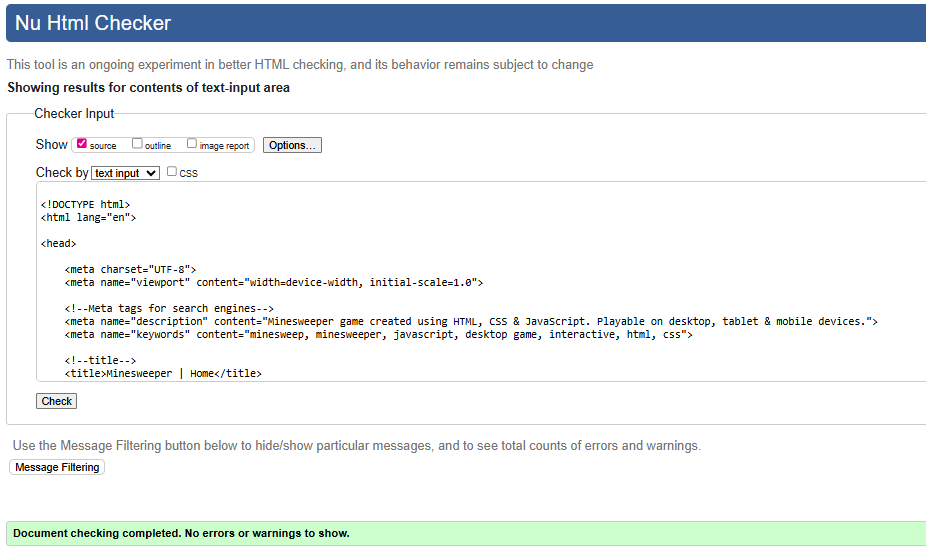 Nu Html Checker
This tool is an ongoing experiment in better HTML checking, and its behavior remains subject to change
Showing results for contents of text-input area
Checker Input
Show source outline image report Options...
Check by text input css
<!DOCTYPE html>
<html lang="en">
<head>
<meta charset="UTF-8">
<meta name="viewport" content="width=device-width, initial-scale=1.0">
<!--Meta tags for search engines-->
<meta name="description" content="Minesweeper game created using HTML, CSS & JavaScript. Playable on desktop, tablet & mobile devices.">
<meta name="keywords" content="minesweep, minesweeper, javascript, desktop game, interactive, html, css">
<!--title-->
<title>Minesweeper | Home</title>
Check
Use the Message Filtering button below to hide/show particular messages, and to see total counts of errors and warnings.
Message Filtering
Document checking completed. No errors or warnings to show.